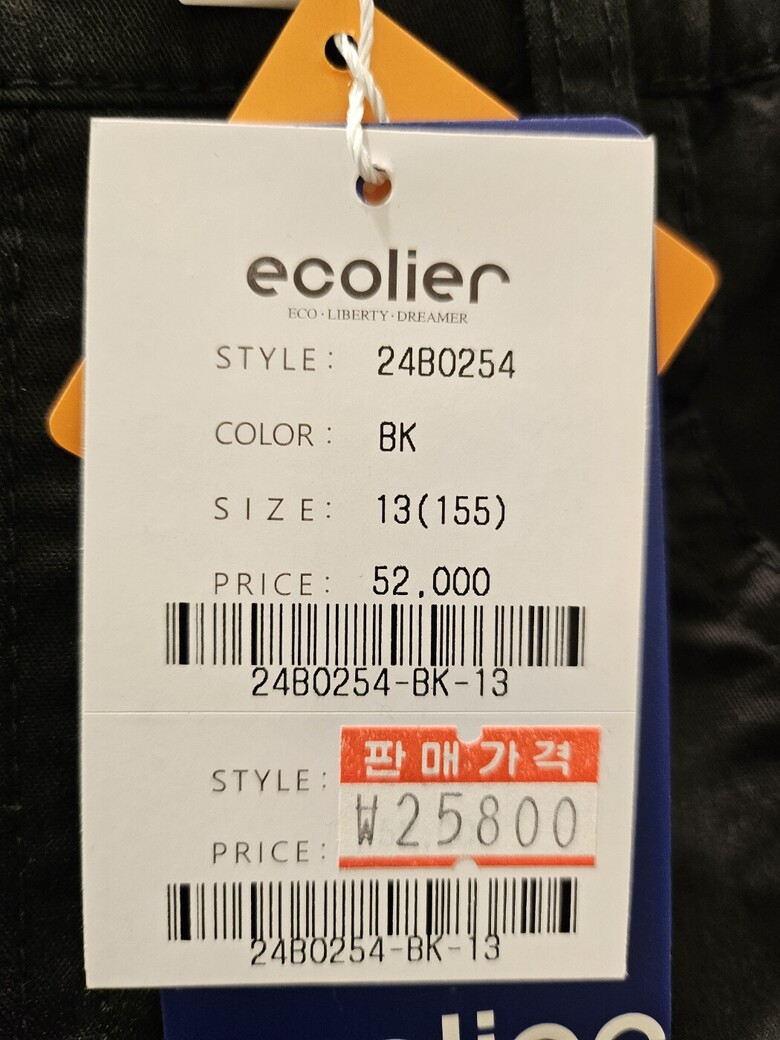 ecolier
ECO·LIBERTY·DREAMER
STYLE: 24B0254
COLOR: BK
SIZE: 13(155)
PRICE: 52,000
24B0254-BK-13
판매가격
STYLE:
₩25800
PRICE:
24B0254-BK-13